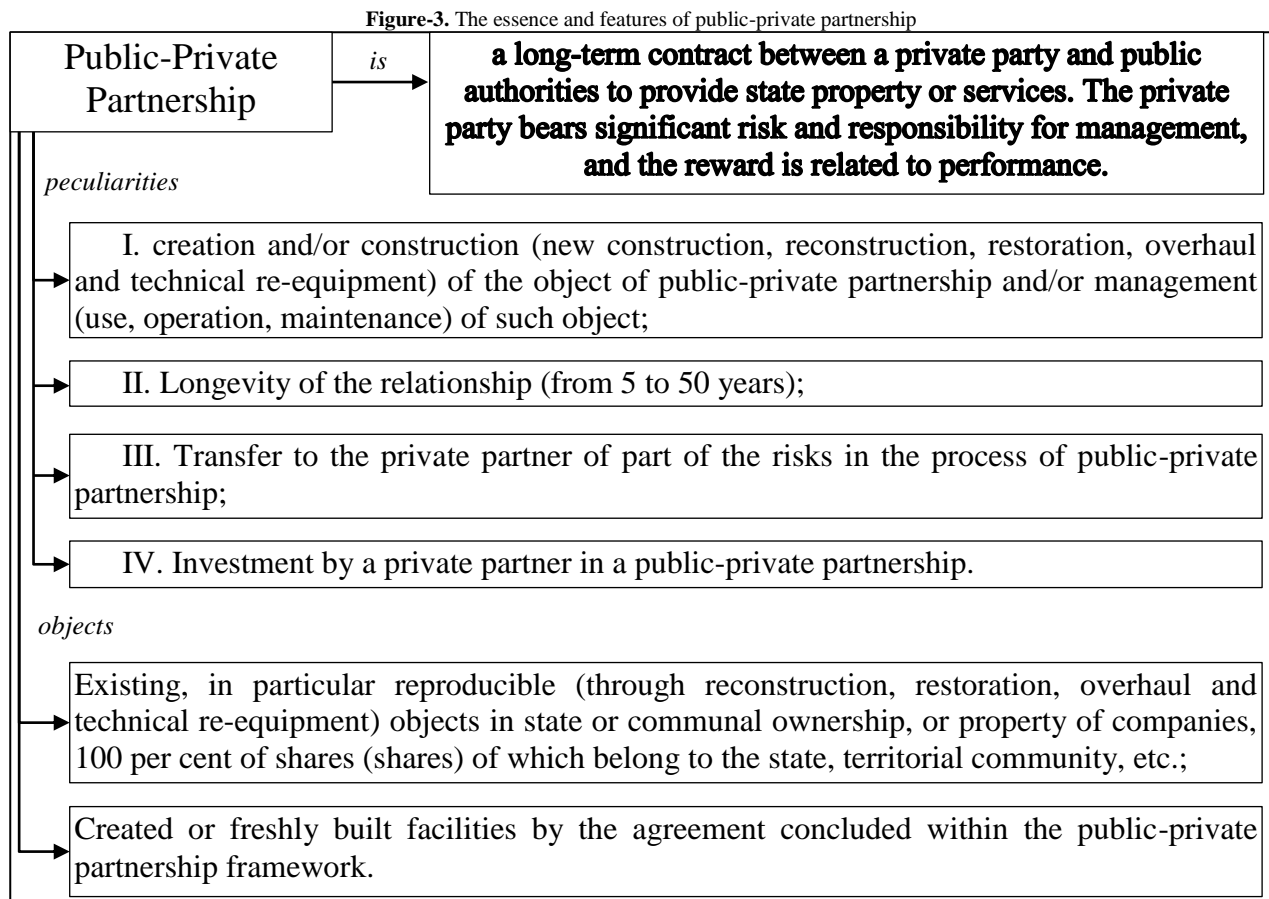 Figure-3. The essence and features of public-private partnership
Public-Private
Partnership
is
a long-term contract between a private party and public
authorities to provide state property or services. The private
party bears significant risk and responsibility for management,
and the reward is related to performance.
peculiarities
I. creation and/or construction (new construction, reconstruction, restoration, overhaul
and technical re-equipment) of the object of public-private partnership and/or management
(use, operation, maintenance) of such object;
II. Longevity of the relationship (from 5 to 50 years);
III. Transfer to the private partner of part of the risks in the process of public-private
partnership;
IV. Investment by a private partner in a public-private partnership.
objects
Existing, in particular reproducible (through reconstruction, restoration, overhaul and
technical re-equipment) objects in state or communal ownership, or property of companies,
100 per cent of shares (shares) of which belong to the state, territorial community, etc.;
Created or freshly built facilities by the agreement concluded within the public-private
partnership framework.